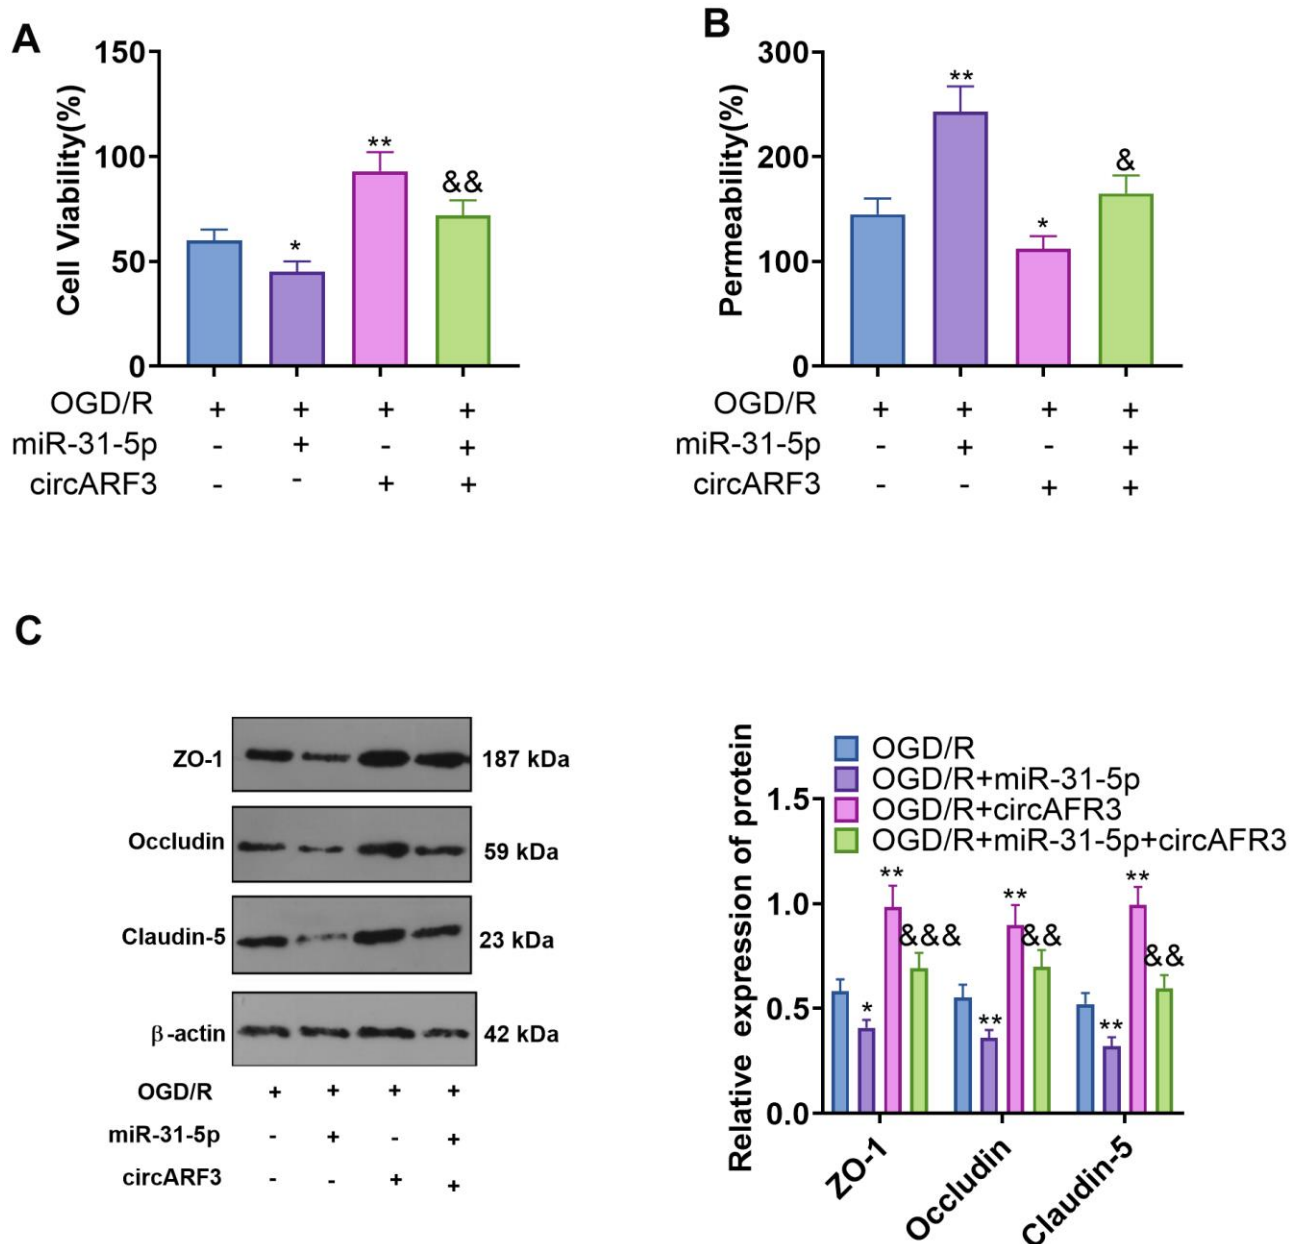 A
150
100
50
0
Cell Viability(%)
*
**
&&
OGD/R + + + +
miR-31-5p - + - +
circARF3 - - + +
B
300
200
100
0
Permeability(%)
**
*
&
OGD/R + + + +
miR-31-5p - + - +
circARF3 - - + +
C
ZO-1 187 kDa
Occludin 59 kDa
Claudin-5 23 kDa
β-actin 42 kDa
OGD/R + + + +
miR-31-5p - + - +
circARF3 - - + +
OGD/R
OGD/R+miR-31-5p
OGD/R+circAFR3
OGD/R+miR-31-5p+circAFR3
Relative expression of protein
1.5
1.0
0.5
0.0
*
**
&&&
**
**
&&
**
**
&&
ZO-1
Occludin
Claudin-5